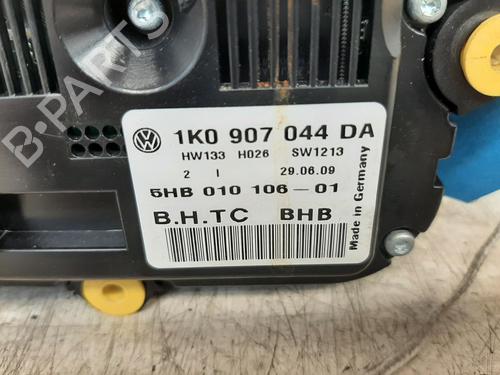 B-PARTS
1K0 907 044 DA
HW133 H026 SW1213
2 I 29.06.09
5HB 010 106-01
B.H.TC BHB
Made in Germany